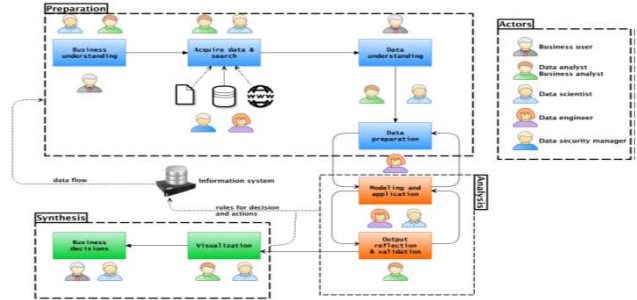 Preparation
Business
understanding
Acquire data &
search
Data
understanding
WWW
Data
preparation
data flow
Information system
rules for decision
and actions
Analysis
Modeling and
application
Output
reflection
& validation
Synthesis
Business
decisions
Visualization
Actors
Business user
Data analyst
Business analyst
Data scientist
Data engineer
Data security manager